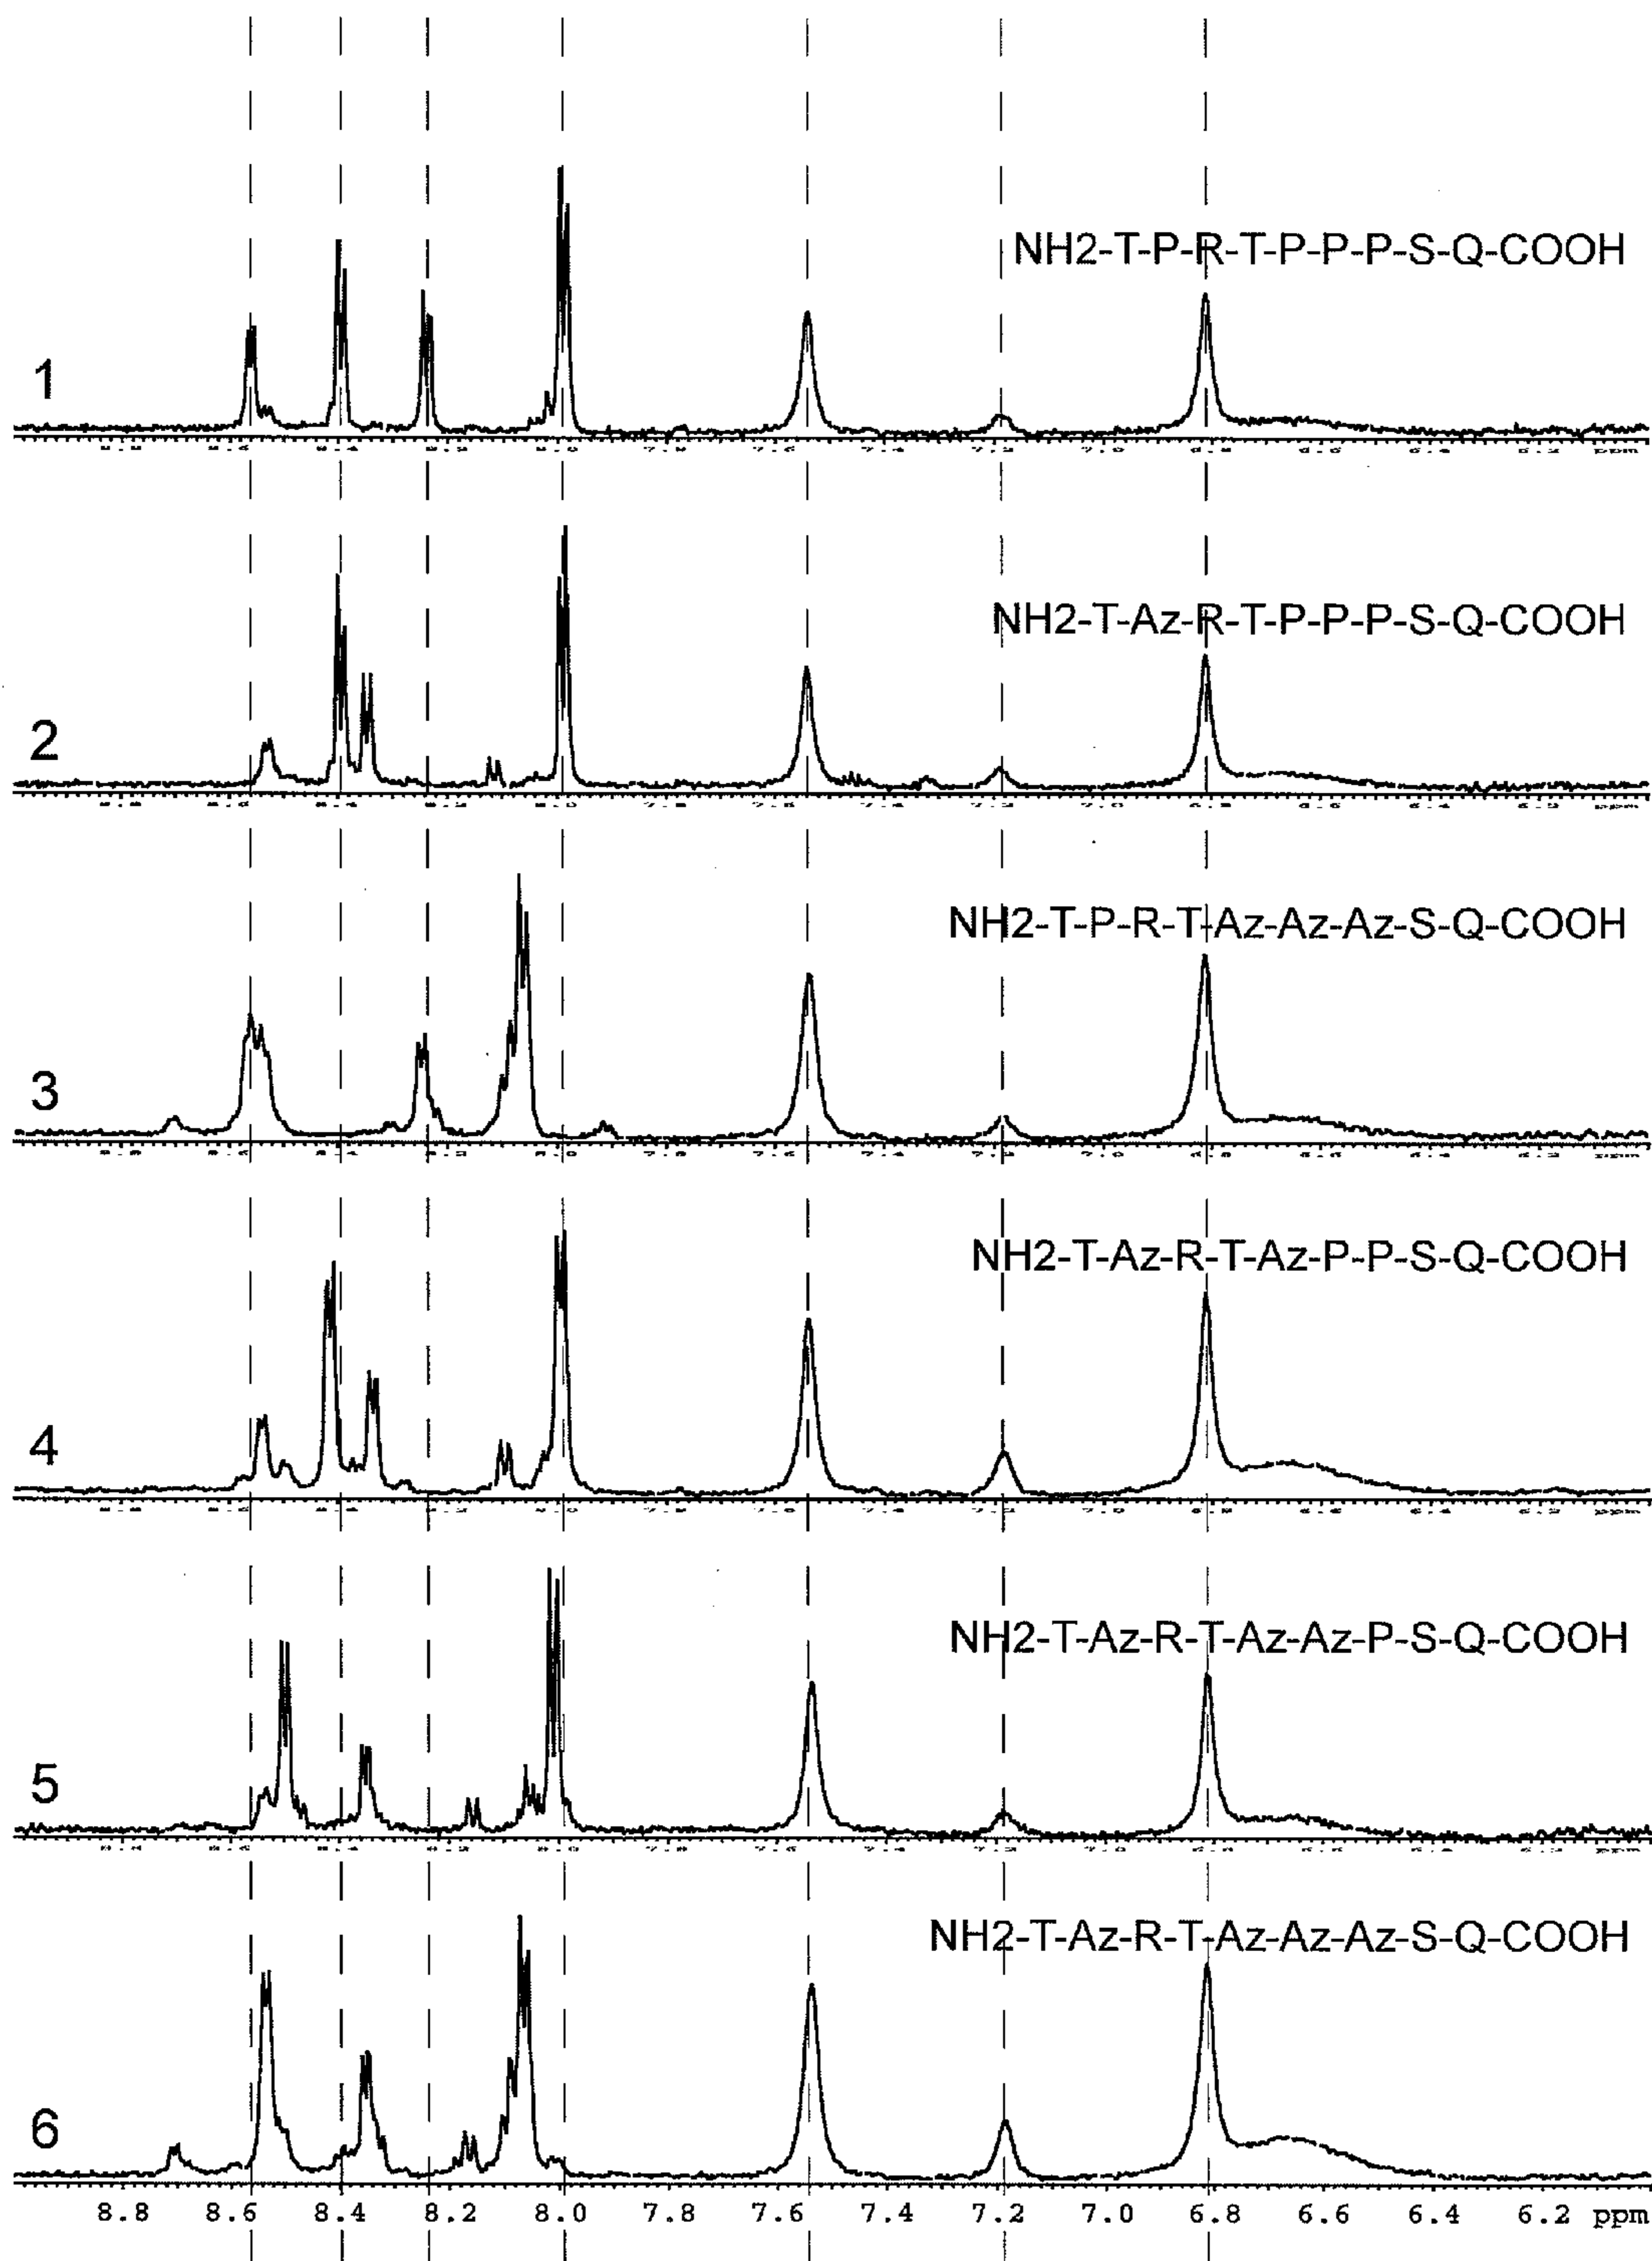 NH2-T-P-R-T-P-P-P-S-Q-COOH
1
NH2-T-Az-R-T-P-P-P-S-Q-COOH
2
NH2-T-P-R-T-Az-Az-Az-S-Q-COOH
3
NH2-T-Az-R-T-Az-P-P-S-Q-COOH
4
NH2-T-Az-R-T-Az-Az-P-S-Q-COOH
5
NH2-T-Az-R-T-Az-Az-Az-S-Q-COOH
6
8.8 8.6 8.4 8.2 8.0 7.8 7.6 7.4 7.2 7.0 6.8 6.6 6.4 6.2 ppm